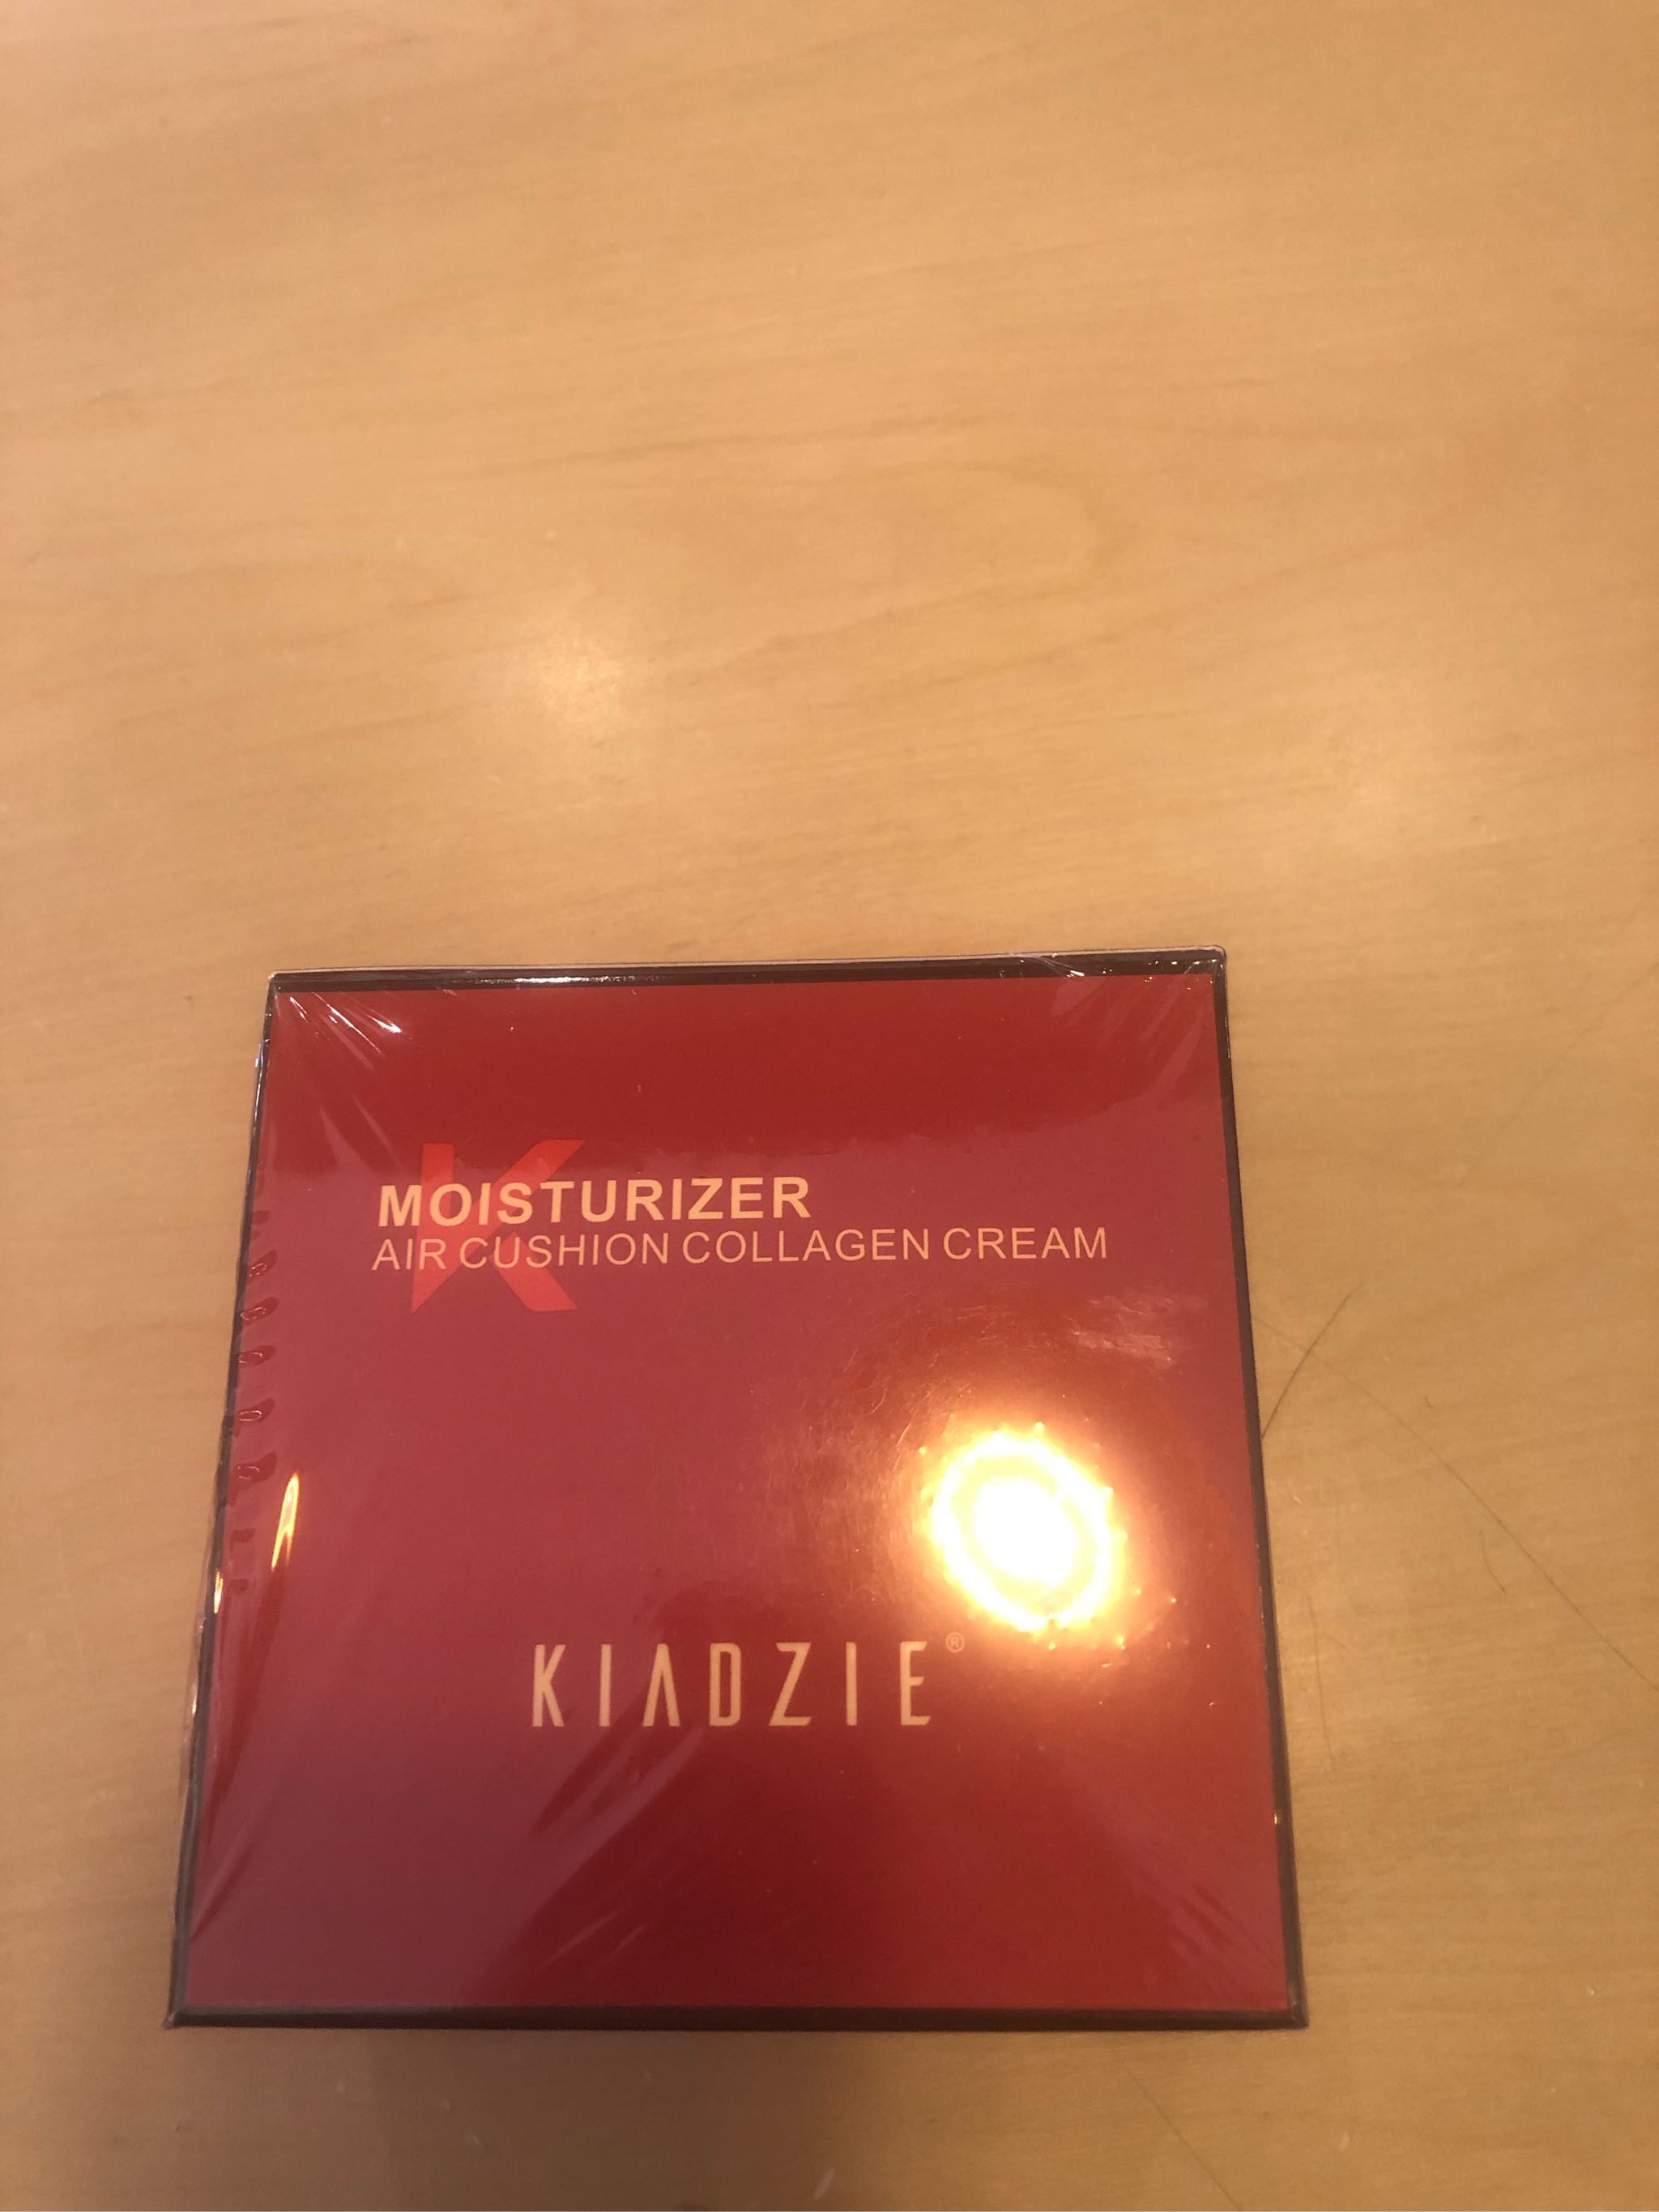 K
MOISTURIZER
AIR CUSHION COLLAGEN CREAM
KIADZIE®